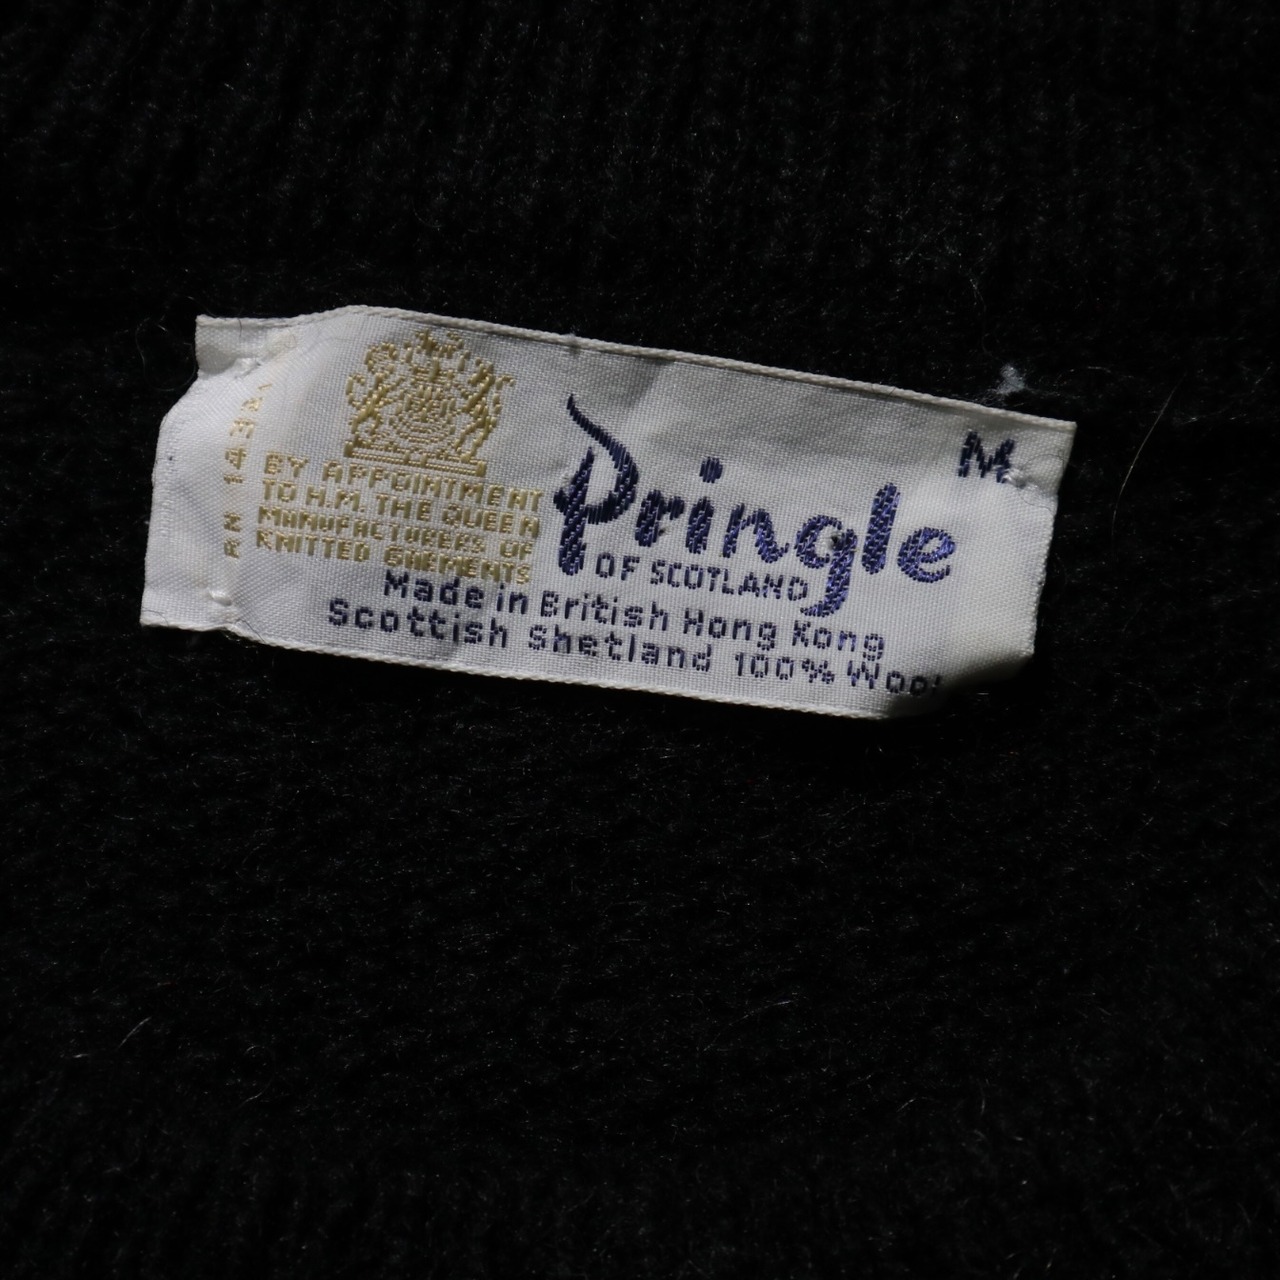 BY APPOINTMENT
TO H.M. THE QUEEN
MANUFACTURERS OF
KNITTED GARMENTS
Pringle
OF SCOTLAND
M
Made in British Hong Kong
Scottish Shetland 100% Wool
RN